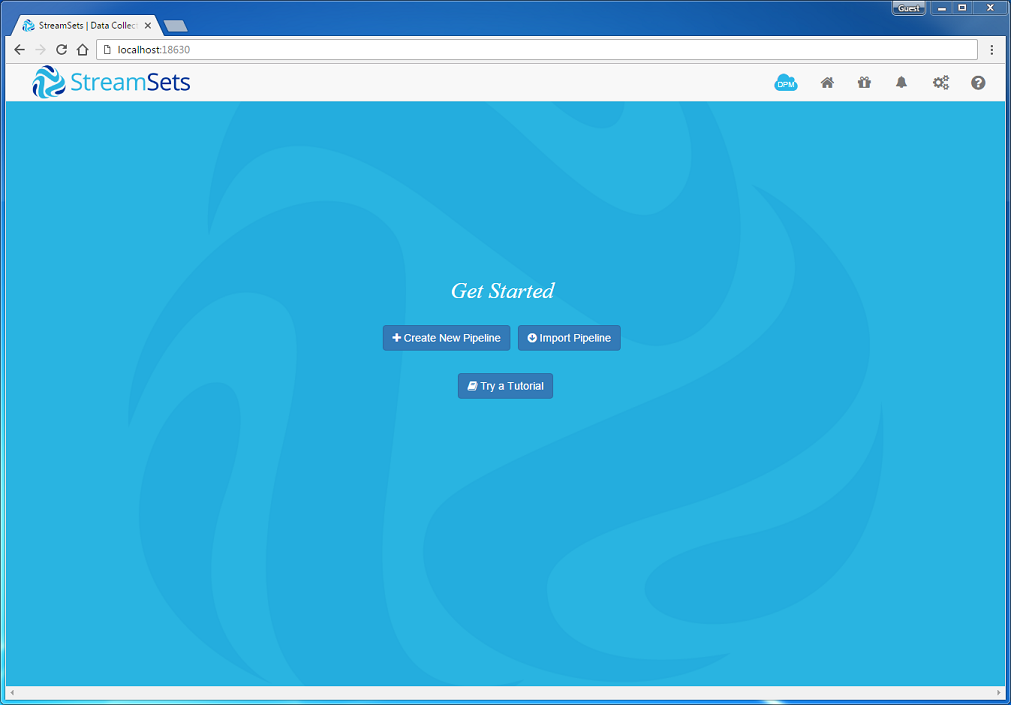 Guest
StreamSets | Data Collect
localhost:18630
StreamSets
DPM
Get Started
Create New Pipeline
Import Pipeline
Try a Tutorial